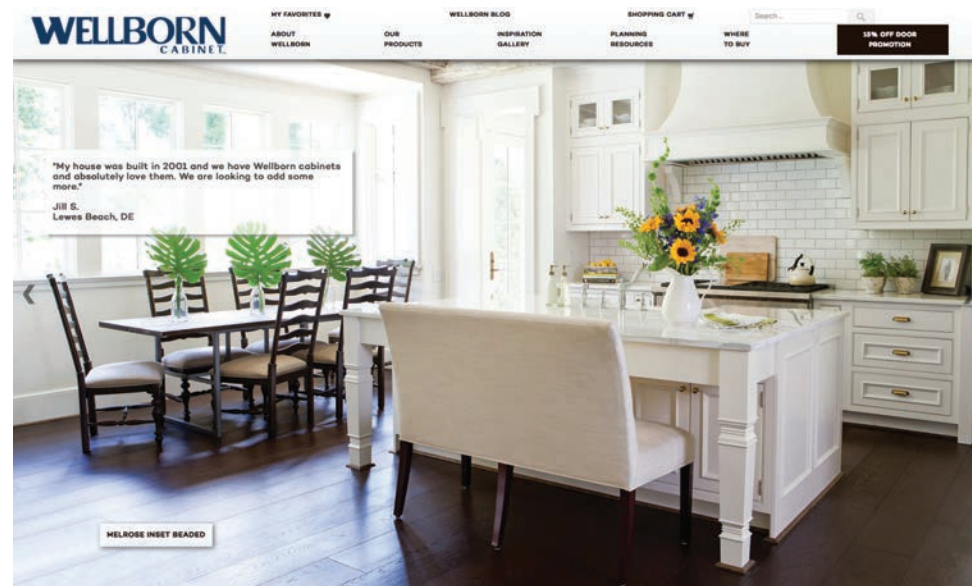 WELLBORN
CABINET.
MY FAVORITES
WELLBORN BLOG
SHOPPING CART
Search...
ABOUT
WELLBORN
OUR
PRODUCTS
INSPIRATION
GALLERY
PLANNING
RESOURCES
WHERE
TO BUY
15% OFF DOOR
PROMOTION
"My house was built in 2001 and we have Wellborn cabinets
and absolutely love them. We are looking to add some
more."
Jill S.
Lewes Beach, DE
MELROSE INSET BEADED